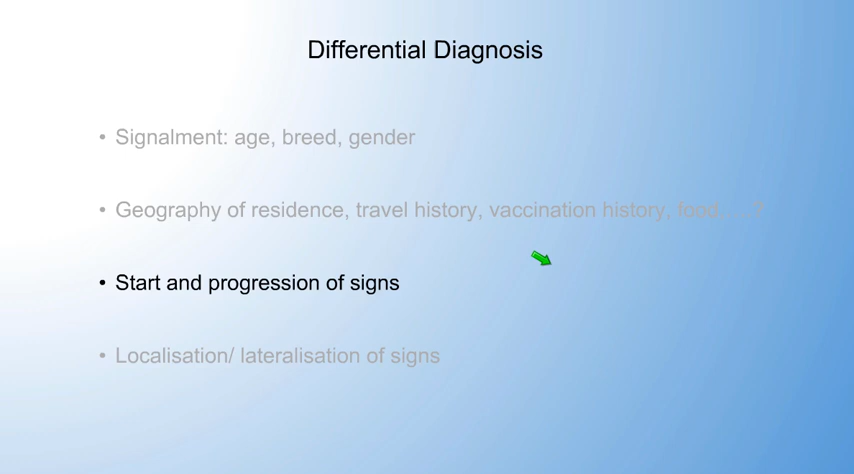 Differential Diagnosis
• Signalment: age, breed, gender
• Geography of residence, travel history, vaccination history, food, ...?
• Start and progression of signs
• Localisation/ lateralisation of signs